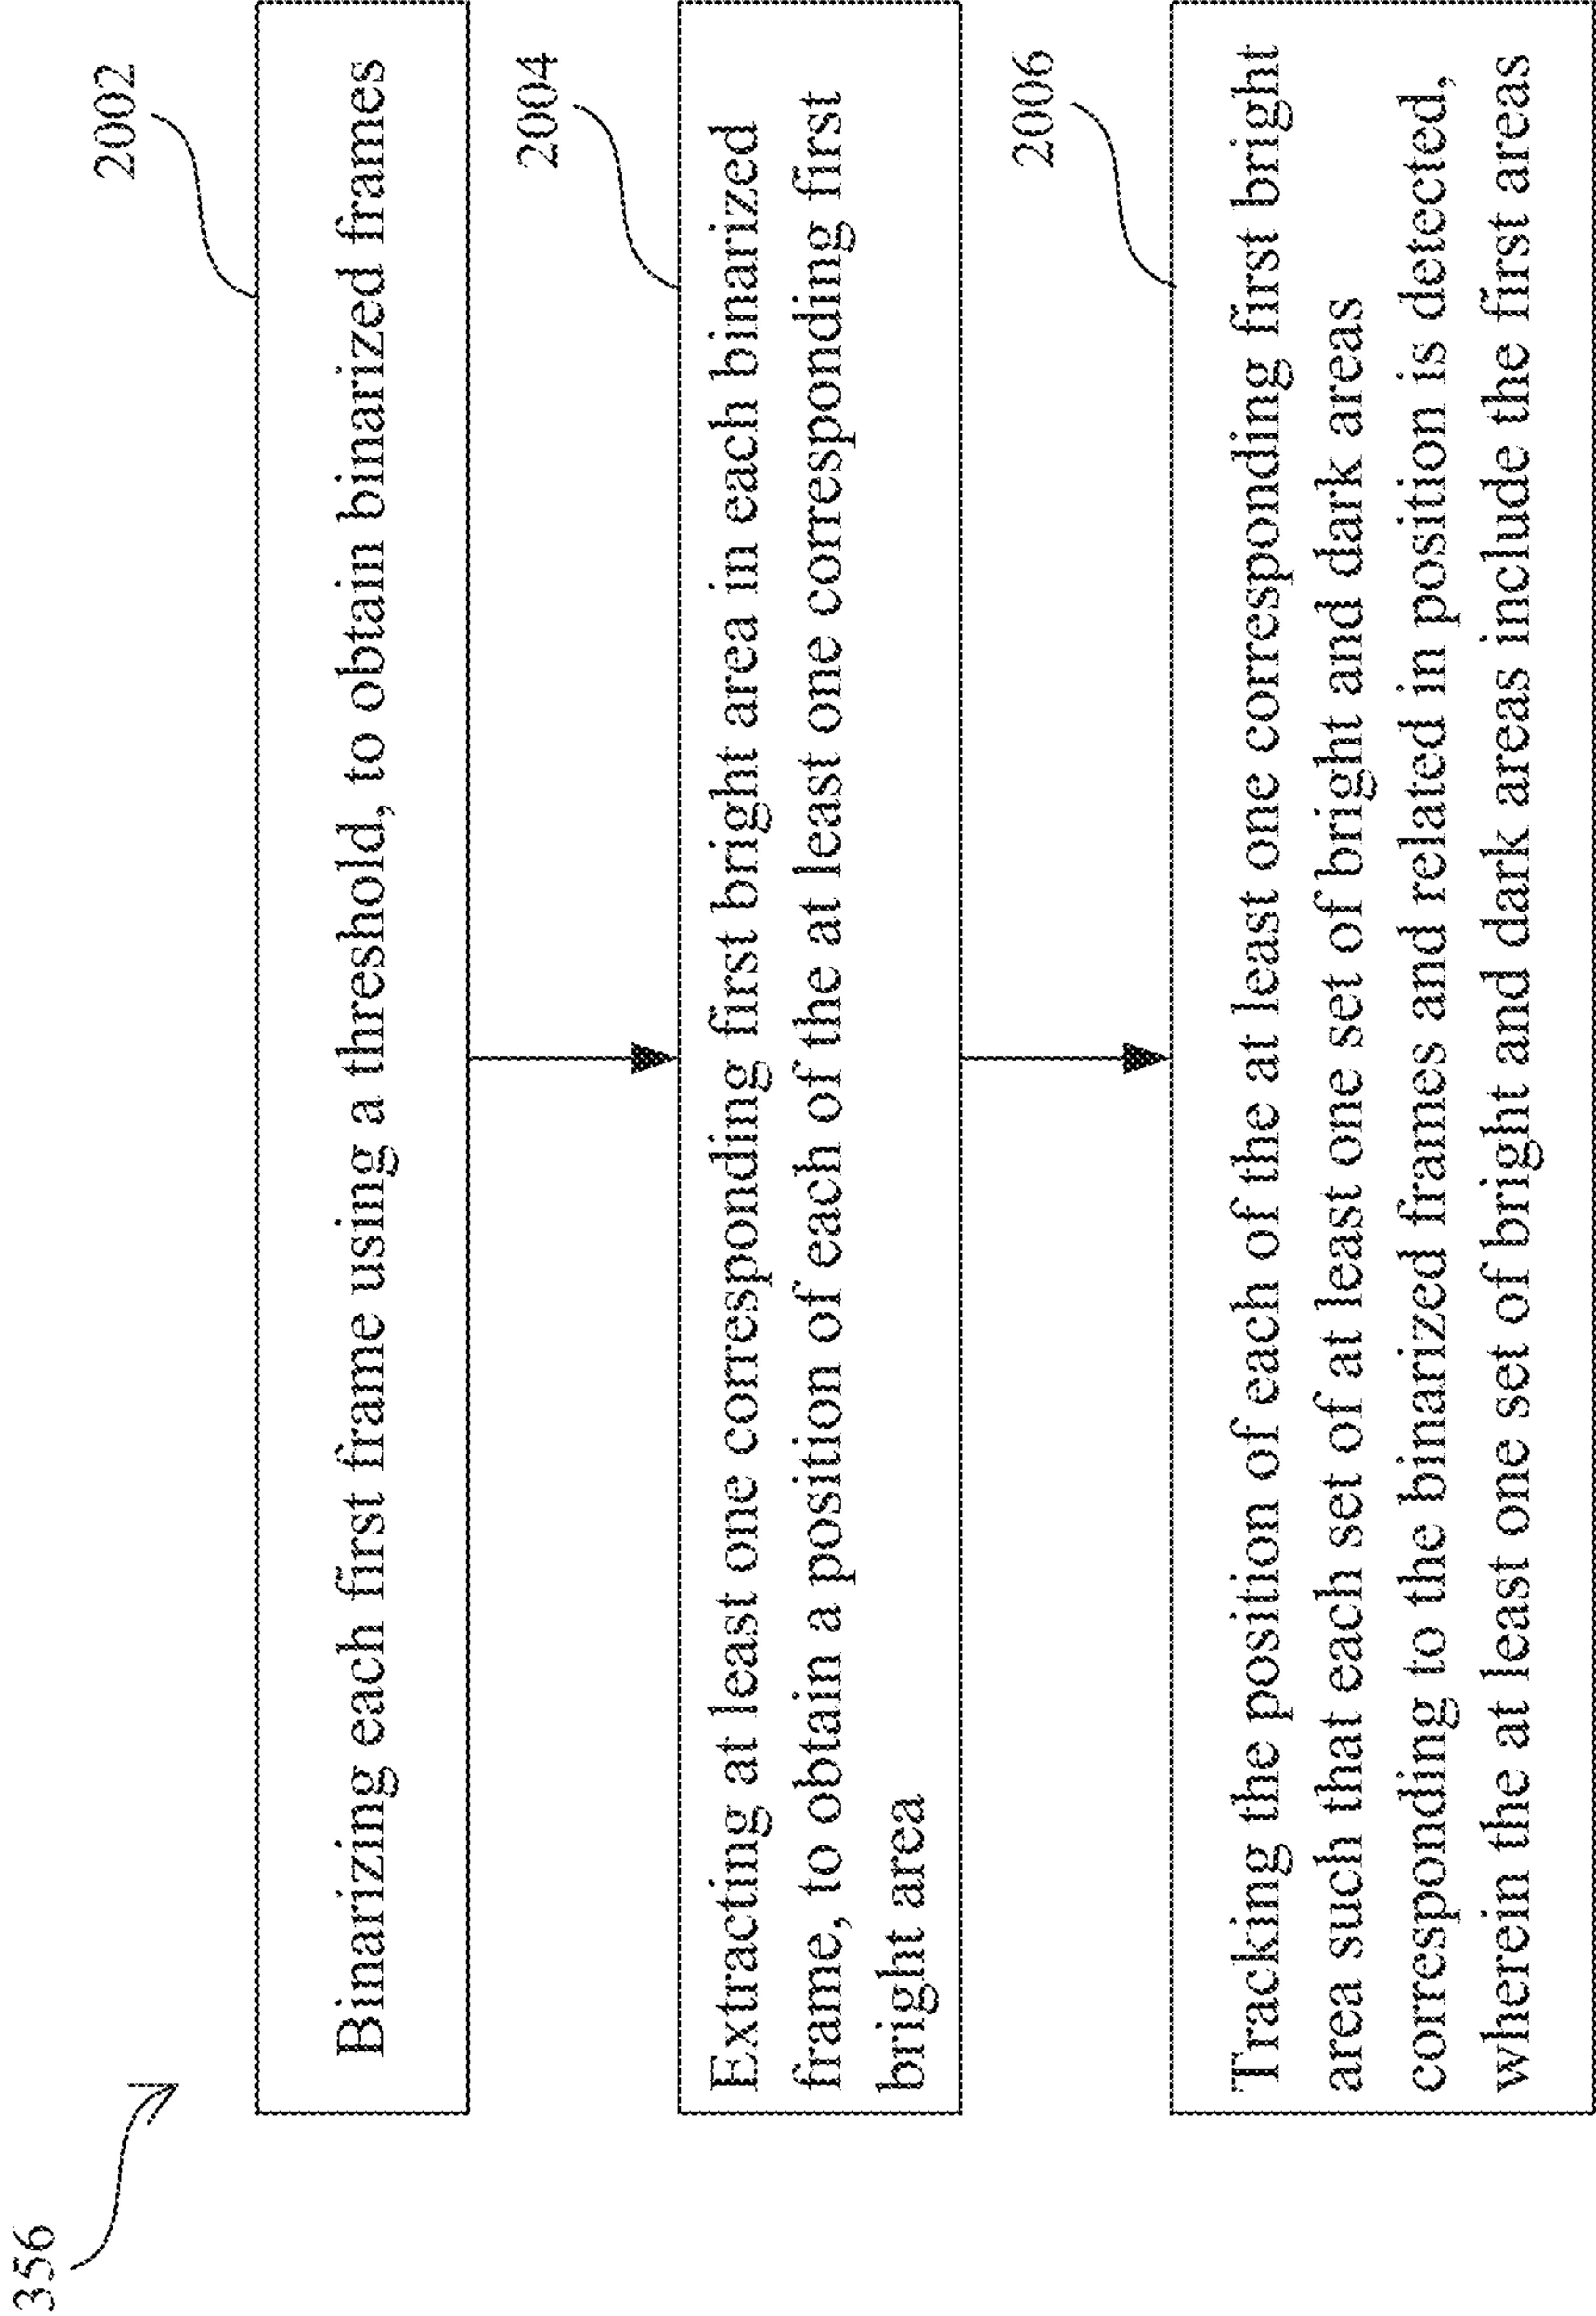 356
2002
Binarizing each first frame using a threshold, to obtain binarized frames
2004
Extracting at least one corresponding first bright area in each binarized
frame, to obtain a position of each of the at least one corresponding first
bright area
2006
Tracking the position of each of the at least one corresponding first bright
area such that each set of at least one set of bright and dark areas
corresponding to the binarized frames and related in position is detected,
wherein the at least one set of bright and dark areas include the first areas